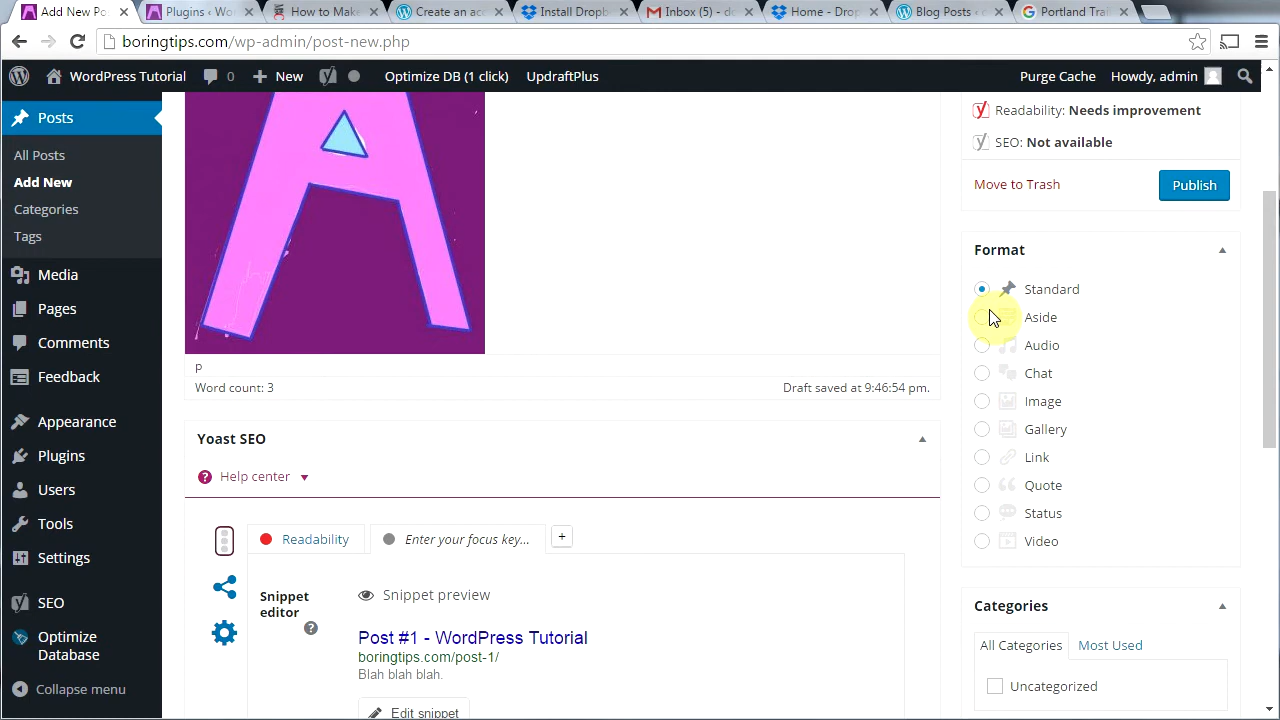 Add New Po
Plugins ‹ Wo
How to Make
Create an ac
Install Dropb
Inbox (5) - d
Home - Drop
Blog Posts ‹
Portland Trai
boringtips.com/wp-admin/post-new.php
WordPress Tutorial
0
New
Optimize DB (1 click)
UpdraftPlus
Purge Cache
Howdy, admin
Posts
All Posts
Add New
Categories
Tags
Media
Pages
Comments
Feedback
Appearance
Plugins
Users
Tools
Settings
SEO
Optimize
Database
Collapse menu
A
p
Word count: 3
Draft saved at 9:46:54 pm.
Yoast SEO
Help center
Readability
Enter your focus key...
+
Snippet
editor
Snippet preview
Post #1 - WordPress Tutorial
boringtips.com/post-1/
Blah blah blah.
Edit snippet
Readability: Needs improvement
SEO: Not available
Move to Trash
Publish
Format
Standard
Aside
Audio
Chat
Image
Gallery
Link
Quote
Status
Video
Categories
All Categories
Most Used
Uncategorized